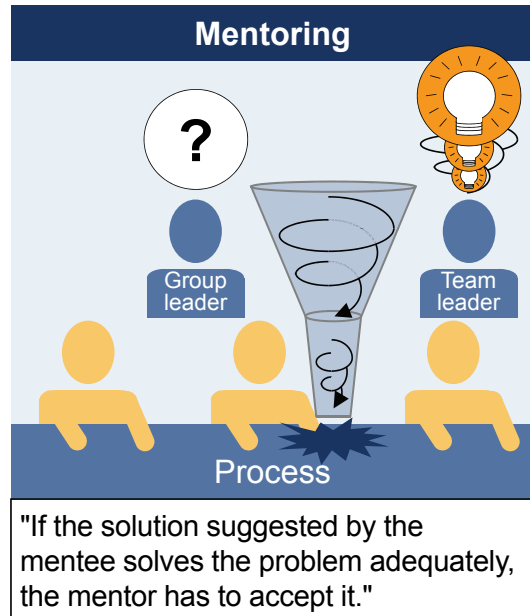 Mentoring
?
Group
leader
Team
leader
Process
"If the solution suggested by the
mentee solves the problem adequately,
the mentor has to accept it."